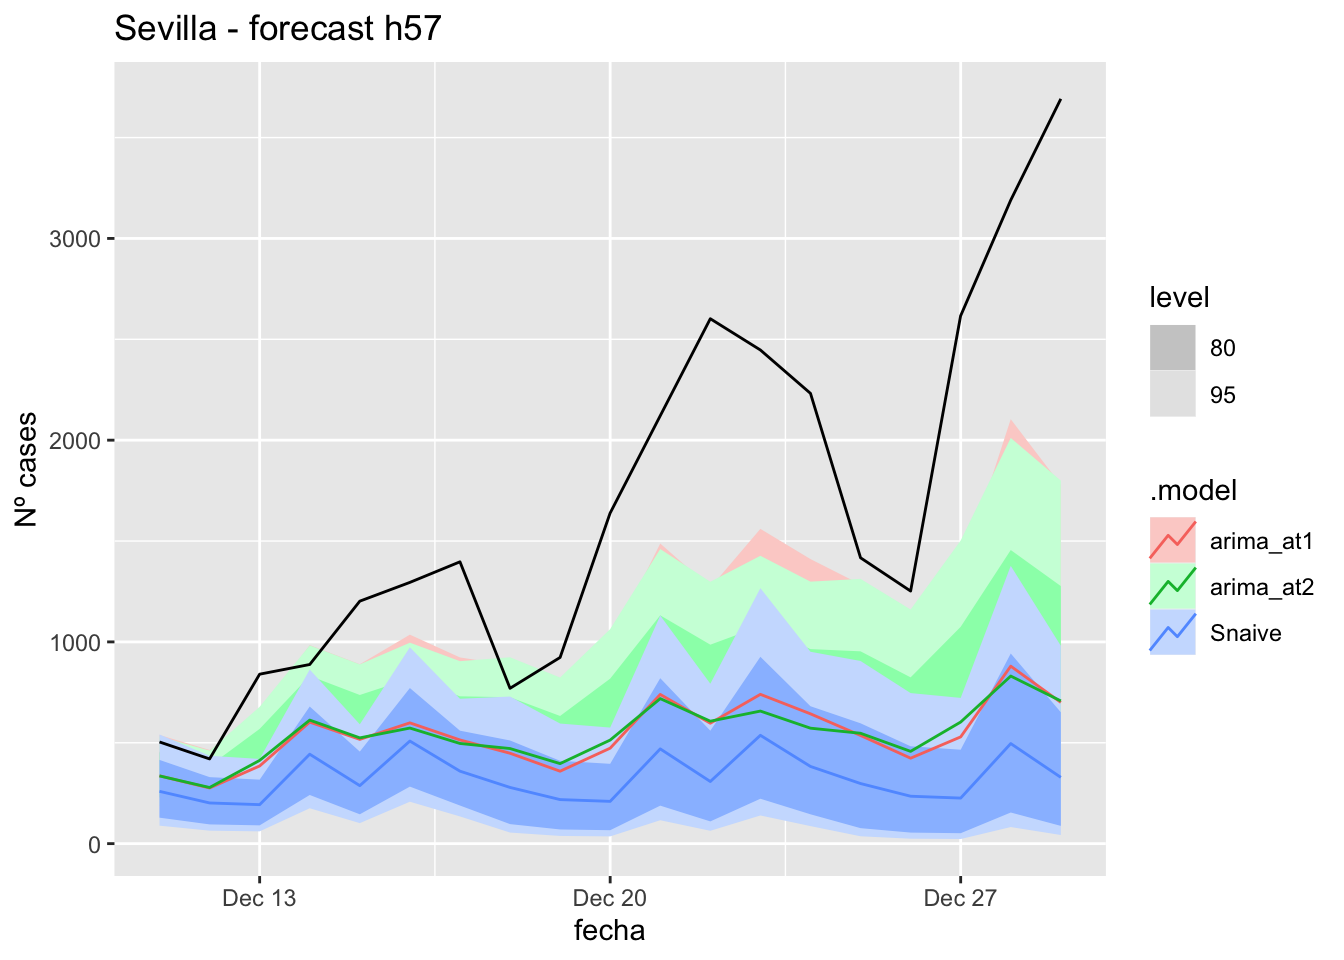 Sevilla - forecast h57
Nº cases
3000
2000
1000
0
Dec 13
Dec 20
Dec 27
fecha
level
80
95
.model
arima_at1
arima_at2
Snaive